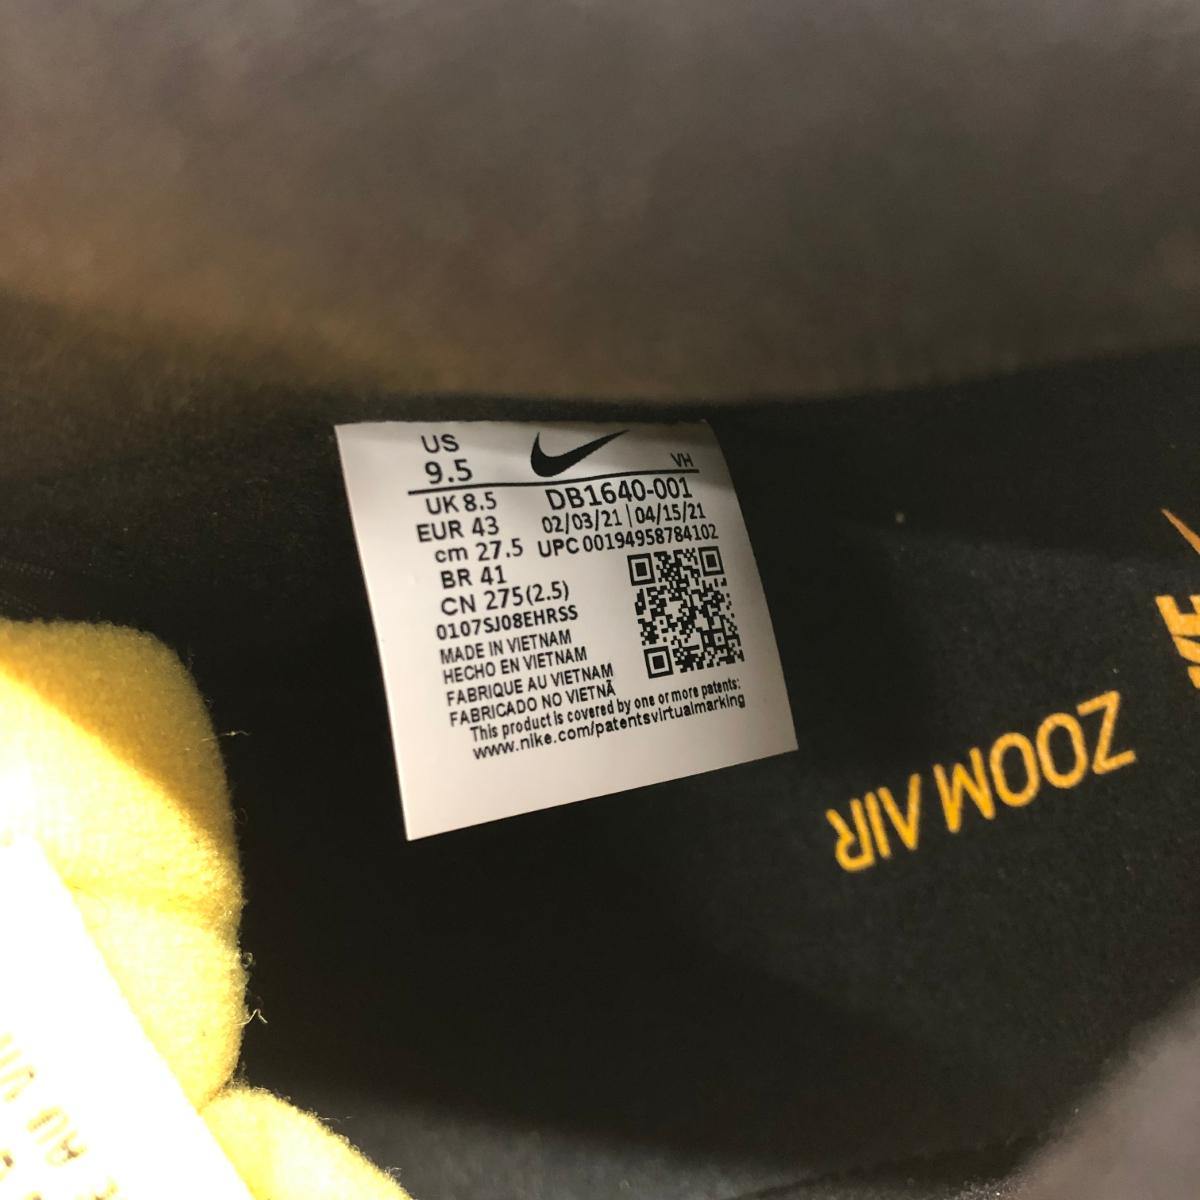 US
9.5
VH
UK 8.5
EUR 43
cm 27.5
BR 41
CN 275(2.5)
0107SJ08EHRSS
DB1640-001
02/03/21 | 04/15/21
UPC 00194958784102
MADE IN VIETNAM
HECHO EN VIETNAM
FABRIQUE AU VIETNAM
FABRICADO NO VIETNÃ
This product is covered by one or more patents:
www.nike.com/patentsvirtualmarking
ZOOM AIR